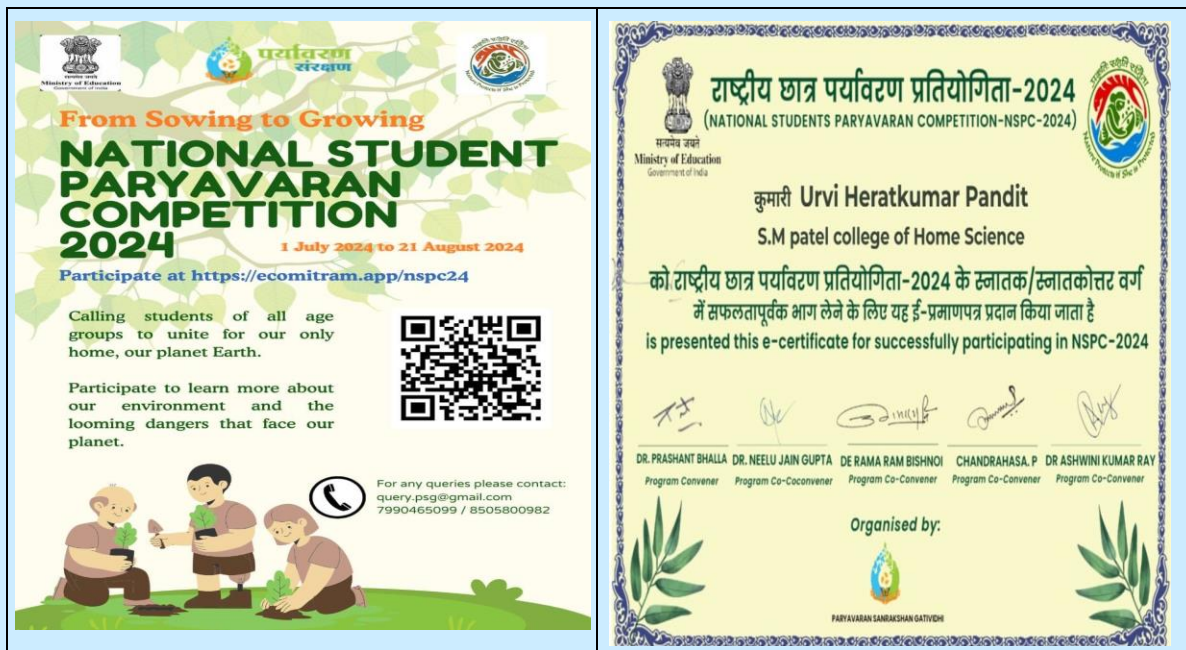 सत्यमेव जयते
Ministry of Education
Government of India
पर्यावरण
संरक्षण
From Sowing to Growing
NATIONAL STUDENT
PARYAVARAN
COMPETITION
2024
1 July 2024 to 21 August 2024
Participate at https://ecomitram.app/nspc24
Calling students of all age
groups to unite for our only
home, our planet Earth.
Participate to learn more about
our environment and the
looming dangers that face our
planet.
For any queries please contact:
query.psg@gmail.com
7990465099 / 8505800982
राष्ट्रीय छात्र पर्यावरण प्रतियोगिता-2024
(NATIONAL STUDENTS PARYAVARAN COMPETITION-NSPC-2024)
सत्यमेव जयते
Ministry of Education
Government of India
कुमारी Urvi Heratkumar Pandit
S.M patel college of Home Science
को राष्ट्रीय छात्र पर्यावरण प्रतियोगिता-2024 के स्नातक/स्नातकोत्तर वर्ग
में सफलतापूर्वक भाग लेने के लिए यह ई-प्रमाणपत्र प्रदान किया जाता है
is presented this e-certificate for successfully participating in NSPC-2024
DR. PRASHANT BHALLA
Program Convener
DR. NEELU JAIN GUPTA
Program Co-Coconvener
DE RAMA RAM BISHNOI
Program Co-Convener
CHANDRAHASA. P
Program Co-Convener
DR ASHWINI KUMAR RAY
Program Co-Convener
Organised by:
PARYAVARAN SANRAKSHAN GATIVIDHI